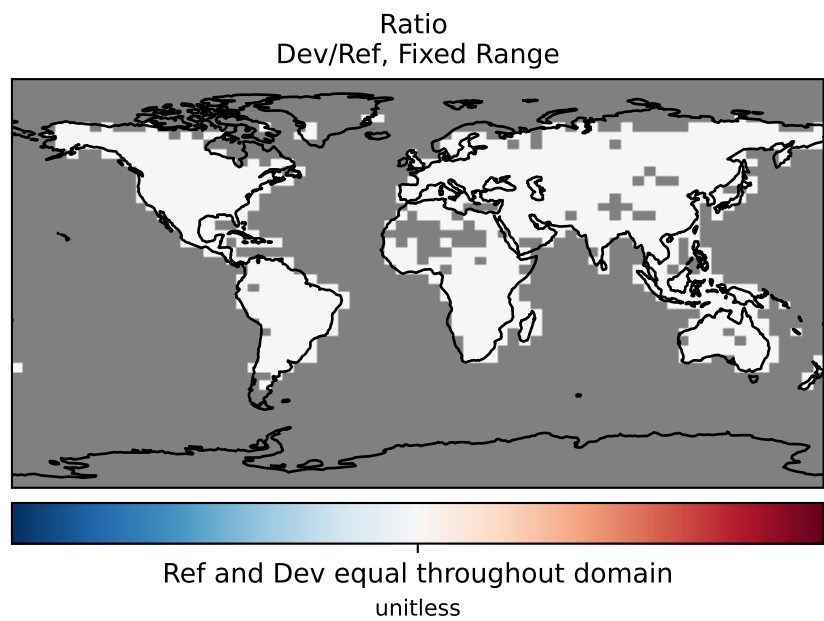 Ratio
Dev/Ref, Fixed Range
Ref and Dev equal throughout domain
unitless